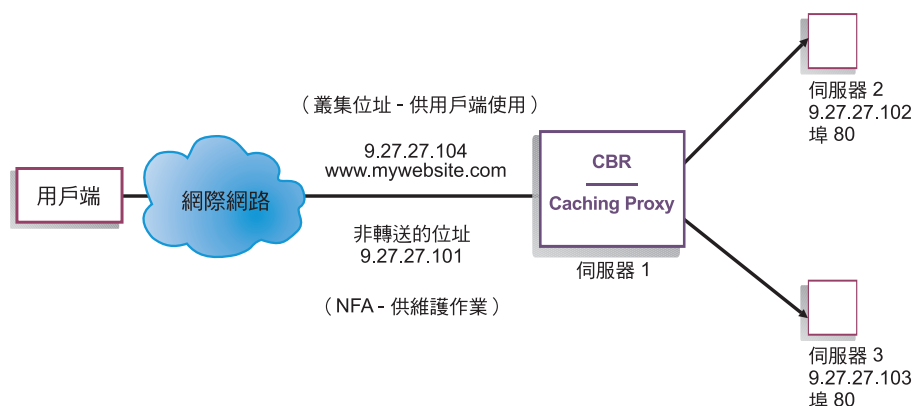 用戶端
網際網路
（叢集位址 - 供用戶端使用）
9.27.27.104
www.mywebsite.com
非轉送的位址
9.27.27.101
（NFA - 供維護作業）
CBR
Caching Proxy
伺服器 1
伺服器 2
9.27.27.102
埠 80
伺服器 3
9.27.27.103
埠 80